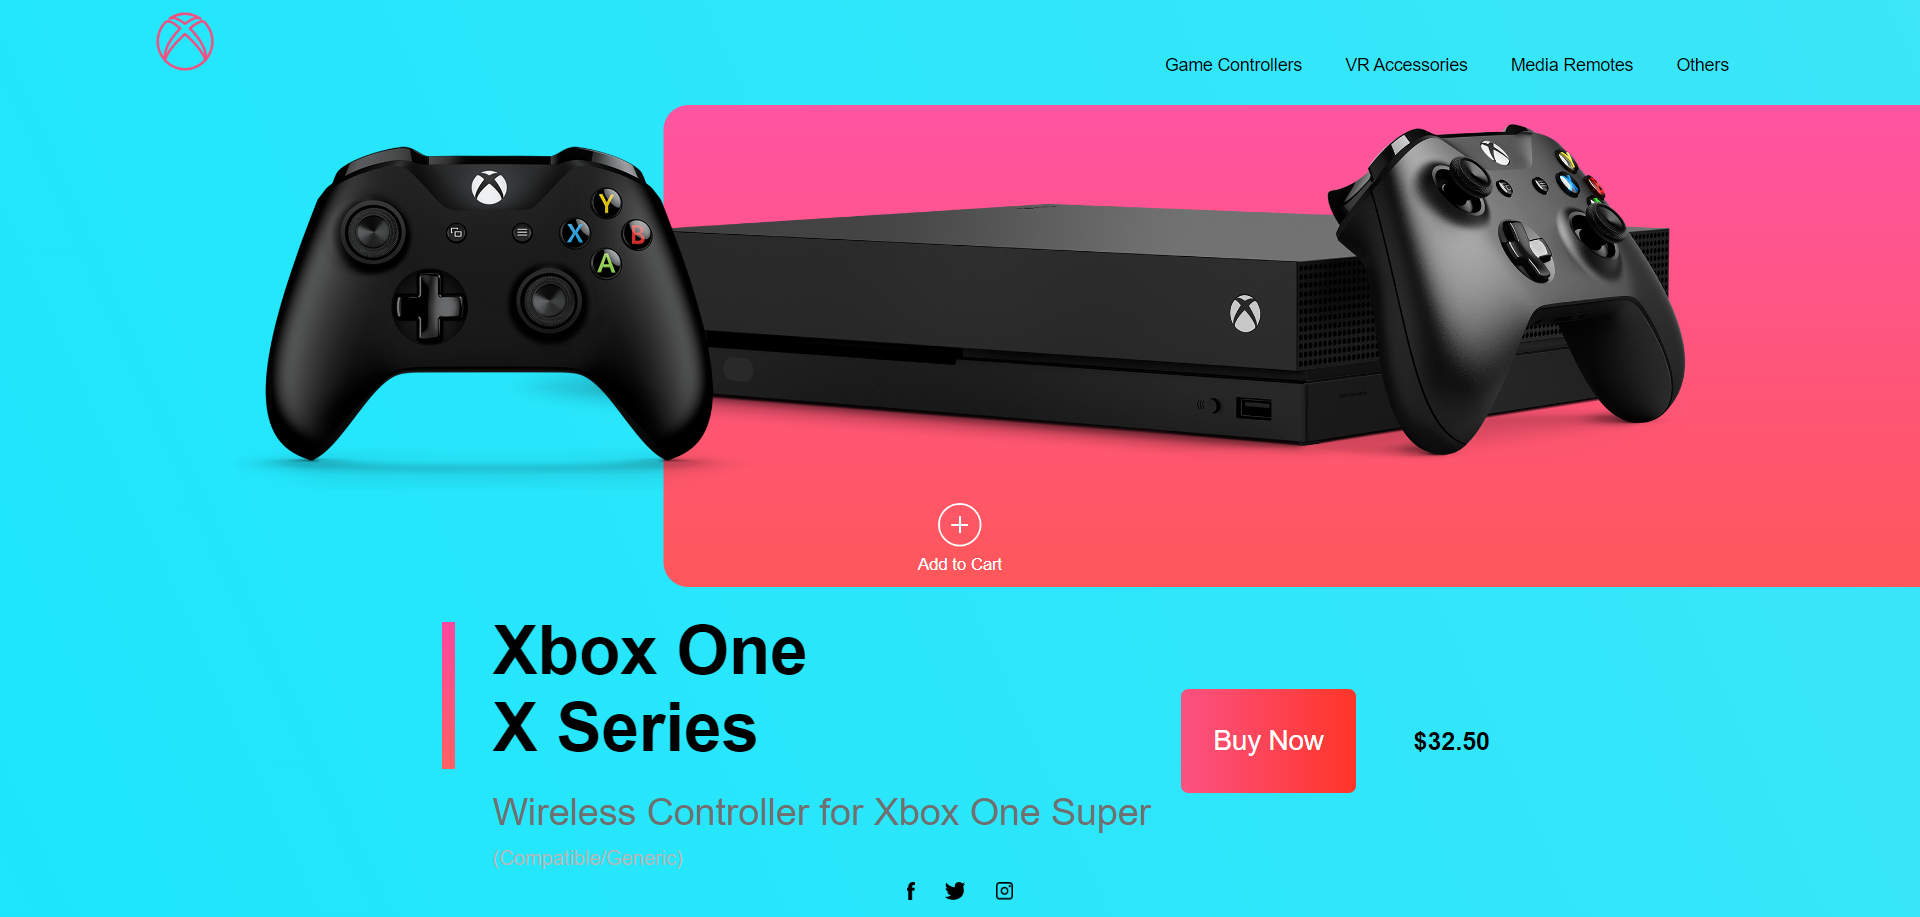 Game Controllers VR Accessories Media Remotes Others
Y
X B
A
Add to Cart
Xbox One
X Series
Buy Now $32.50
Wireless Controller for Xbox One Super
(Compatible/Generic)